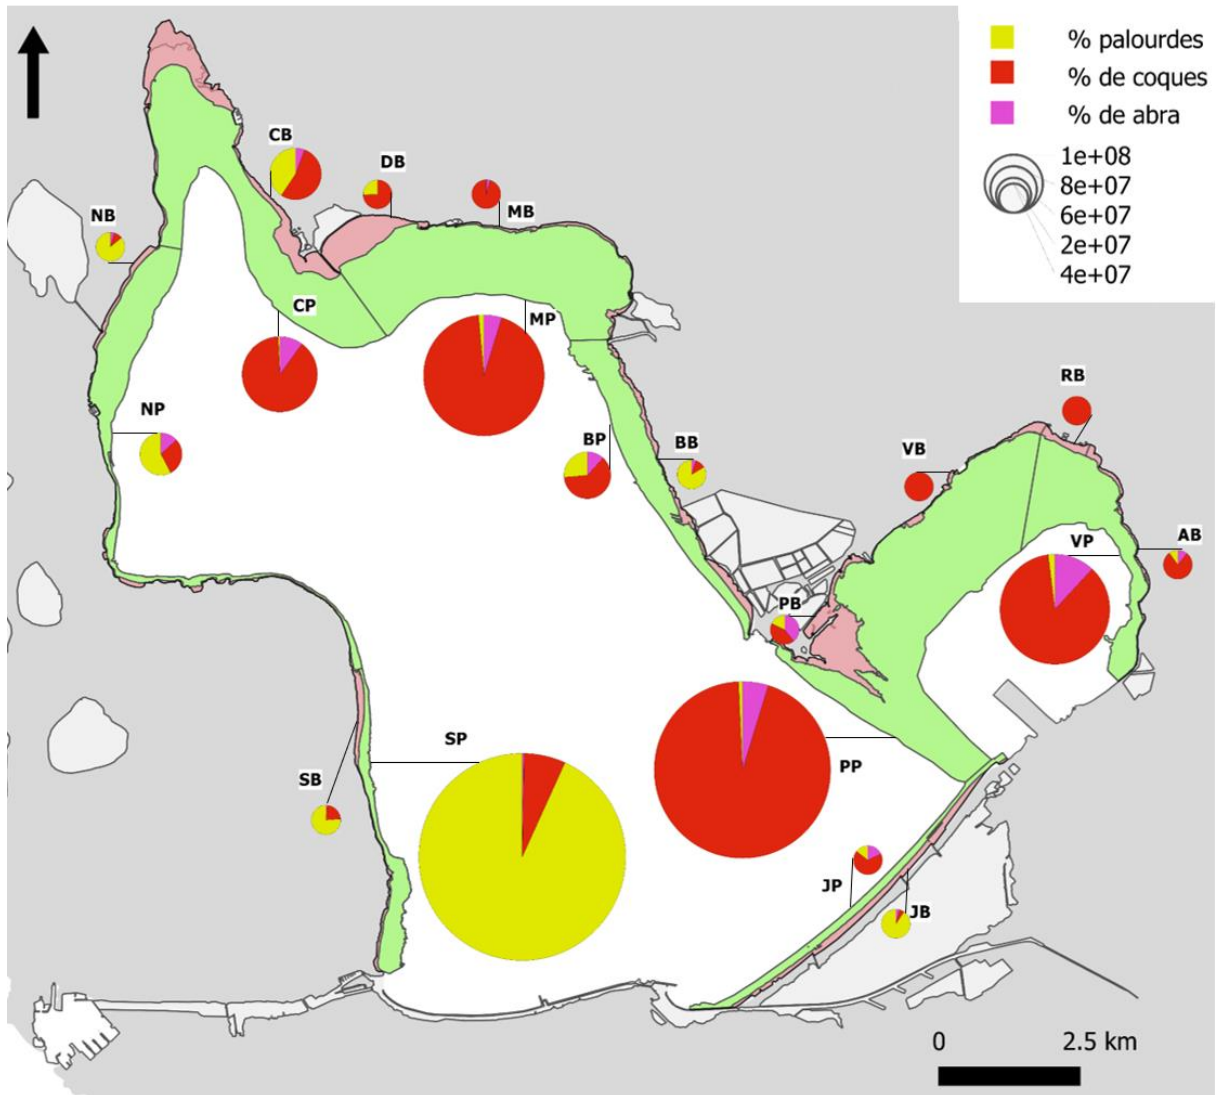 % palourdes
% de coques
% de abra
1e+08
8e+07
6e+07
2e+07
4e+07
CB
DB
MB
NB
CP
MP
RB
NP
BP
BB
VB
VP
AB
PB
SP
PP
SB
JP
JB
0 2.5 km